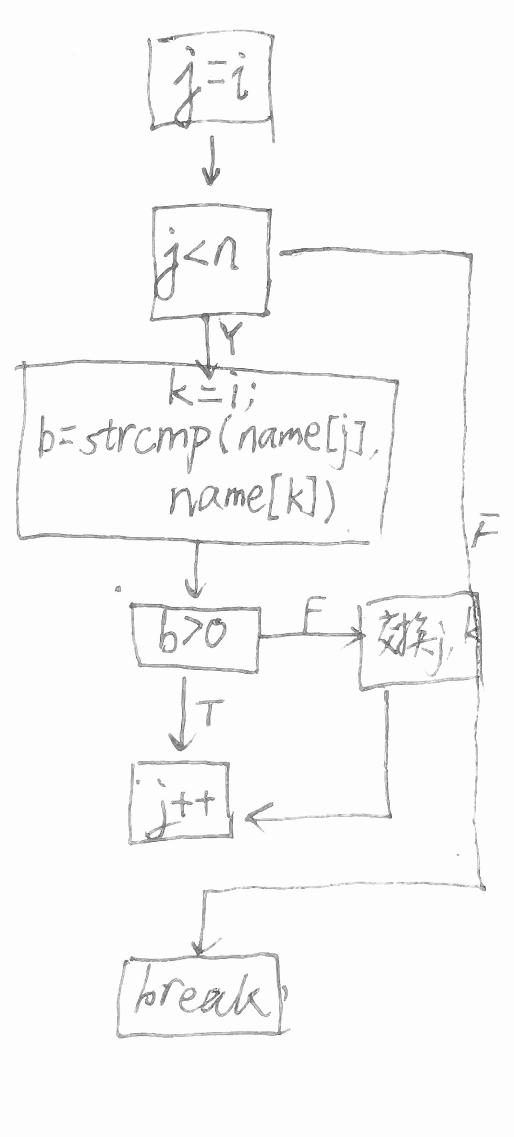 j=i
j<n
Y
k=i;
b=strcmp(name[j],
name[k])
F
b>0
F
交换j, k
T
j++
break;